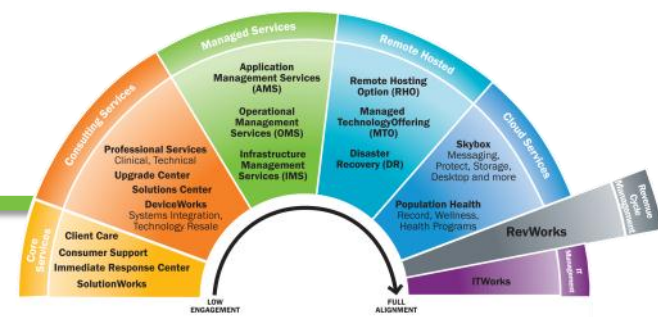 Core
Services
Client Care
Consumer Support
Immediate Response Center
SolutionWorks
Consulting Services
Professional Services
Clinical, Technical
Upgrade Center
Solutions Center
DeviceWorks
Systems Integration,
Technology Resale
Managed Services
Application
Management Services
(AMS)
Operational
Management
Services (OMS)
Infrastructure
Management
Services (IMS)
Remote Hosted
Remote Hosting
Option (RHO)
Managed
TechnologyOffering
(MTO)
Disaster
Recovery (DR)
Cloud Services
Skybox
Messaging,
Protect, Storage,
Desktop and more
Population Health
Record, Wellness,
Health Programs
Revenue
Cycle
Management
RevWorks
IT
Management
ITWorks
LOW
ENGAGEMENT
FULL
ALIGNMENT